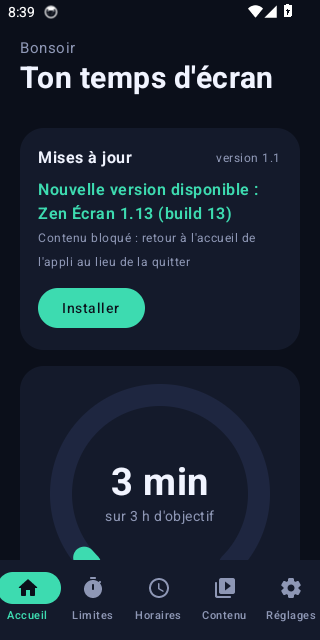 8:39
Bonsoir
Ton temps d'écran
Mises à jour
version 1.1
Nouvelle version disponible :
Zen Écran 1.13 (build 13)
Contenu bloqué : retour à l'accueil de
l'appli au lieu de la quitter
Installer
3 min
sur 3 h d'objectif
Accueil
Limites
Horaires
Contenu
Réglages